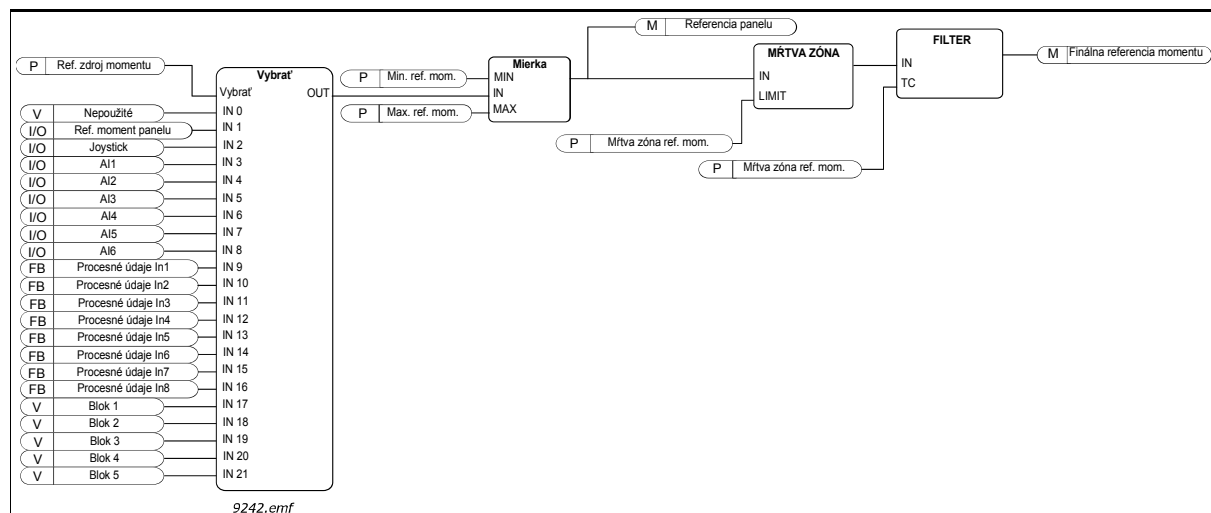 M Referencia panelu
FILTER
MŔTVA ZÓNA
M Finálna referencia momentu
P Ref. zdroj momentu
Vybrať
Mierka
IN
TC
P Min. ref. mom.
MIN
IN
MAX
IN
LIMIT
Vybrať OUT
V Nepoužité IN 0
P Max. ref. mom.
I/O Ref. moment panelu IN 1
I/O Joystick IN 2
P Mŕtva zóna ref. mom.
I/O AI1 IN 3
P Mŕtva zóna ref. mom.
I/O AI2 IN 4
I/O AI3 IN 5
I/O AI4 IN 6
I/O AI5 IN 7
I/O AI6 IN 8
FB Procesné údaje In1 IN 9
FB Procesné údaje In2 IN 10
FB Procesné údaje In3 IN 11
FB Procesné údaje In4 IN 12
FB Procesné údaje In5 IN 13
FB Procesné údaje In6 IN 14
FB Procesné údaje In7 IN 15
FB Procesné údaje In8 IN 16
V Blok 1 IN 17
V Blok 2 IN 18
V Blok 3 IN 19
V Blok 4 IN 20
V Blok 5 IN 21
9242.emf